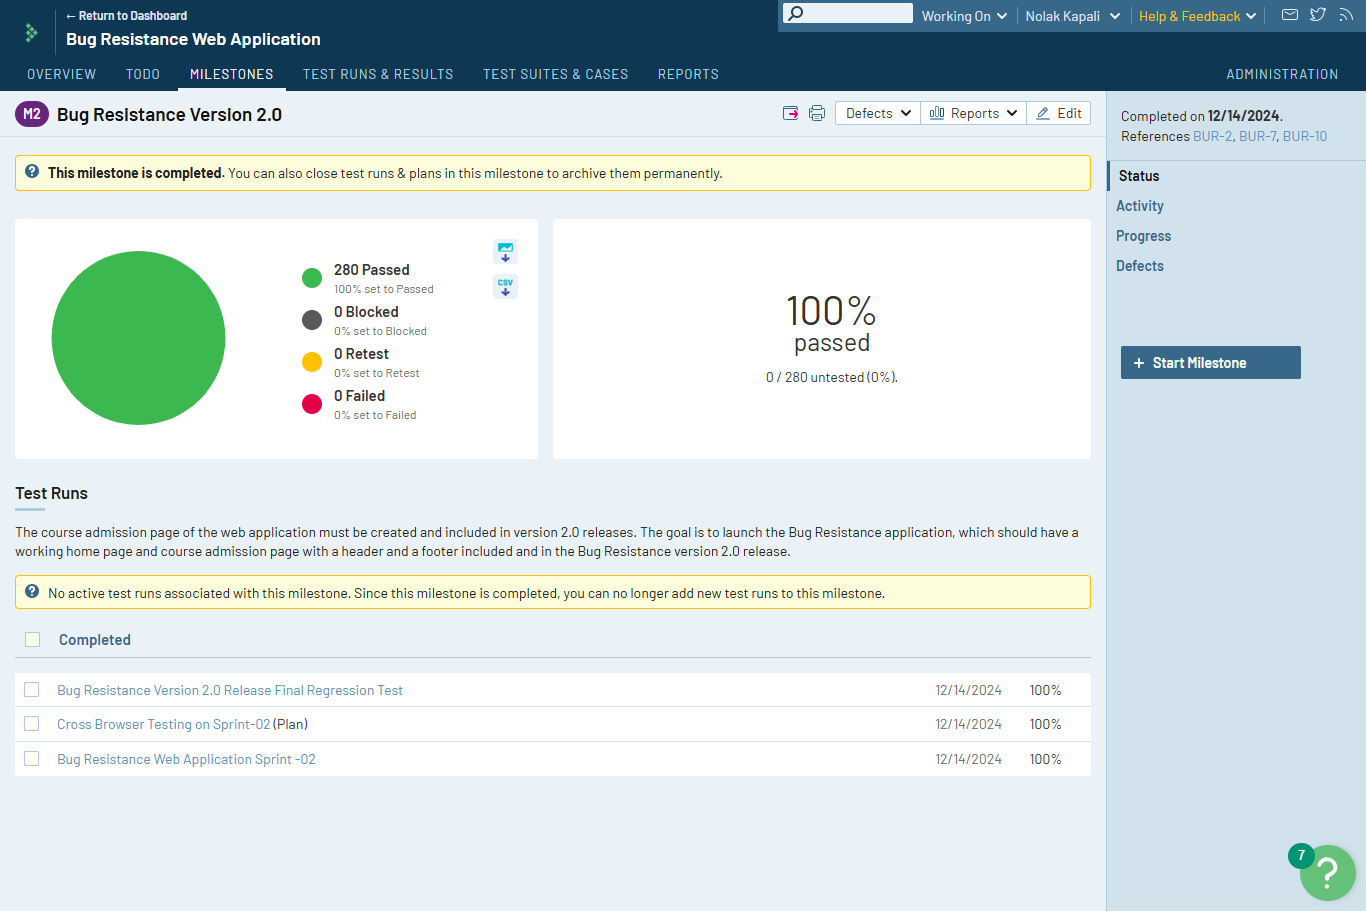 ← Return to Dashboard
Bug Resistance Web Application
Working On
Nolak Kapali
Help & Feedback
OVERVIEW
TODO
MILESTONES
TEST RUNS & RESULTS
TEST SUITES & CASES
REPORTS
ADMINISTRATION
M2 Bug Resistance Version 2.0
Defects
Reports
Edit
This milestone is completed. You can also close test runs & plans in this milestone to archive them permanently.
280 Passed
100% set to Passed
0 Blocked
0% set to Blocked
0 Retest
0% set to Retest
0 Failed
0% set to Failed
CSV
100%
passed
0 / 280 untested (0%).
Test Runs
The course admission page of the web application must be created and included in version 2.0 releases. The goal is to launch the Bug Resistance application, which should have a
working home page and course admission page with a header and a footer included and in the Bug Resistance version 2.0 release.
No active test runs associated with this milestone. Since this milestone is completed, you can no longer add new test runs to this milestone.
Completed
Bug Resistance Version 2.0 Release Final Regression Test 12/14/2024 100%
Cross Browser Testing on Sprint-02 (Plan) 12/14/2024 100%
Bug Resistance Web Application Sprint -02 12/14/2024 100%
Completed on 12/14/2024.
References BUR-2, BUR-7, BUR-10
Status
Activity
Progress
Defects
+ Start Milestone
7
?